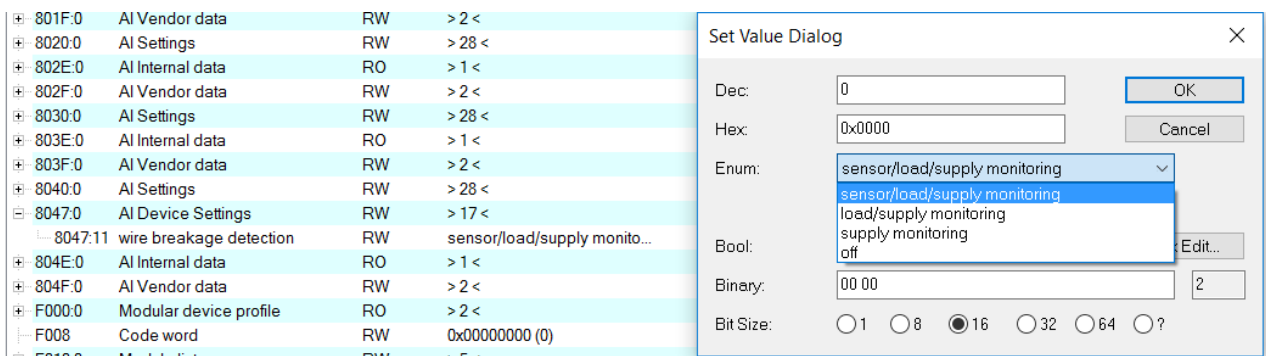 801F:0 AI Vendor data RW > 2 <
8020:0 AI Settings RW > 28 <
802E:0 AI Internal data RO > 1 <
802F:0 AI Vendor data RW > 2 <
8030:0 AI Settings RW > 28 <
803E:0 AI Internal data RO > 1 <
803F:0 AI Vendor data RW > 2 <
8040:0 AI Settings RW > 28 <
8047:0 AI Device Settings RW > 17 <
8047:11 wire breakage detection RW sensor/load/supply monito...
804E:0 AI Internal data RO > 1 <
804F:0 AI Vendor data RW > 2 <
F000:0 Modular device profile RO > 2 <
F008 Code word RW 0x00000000 (0)
Set Value Dialog
Dec: 0 OK
Hex: 0x0000 Cancel
Enum: sensor/load/supply monitoring
sensor/load/supply monitoring
load/supply monitoring
supply monitoring
off
Bool: Edit...
Binary: 00 00 2
Bit Size: 1 8 16 32 64 ?